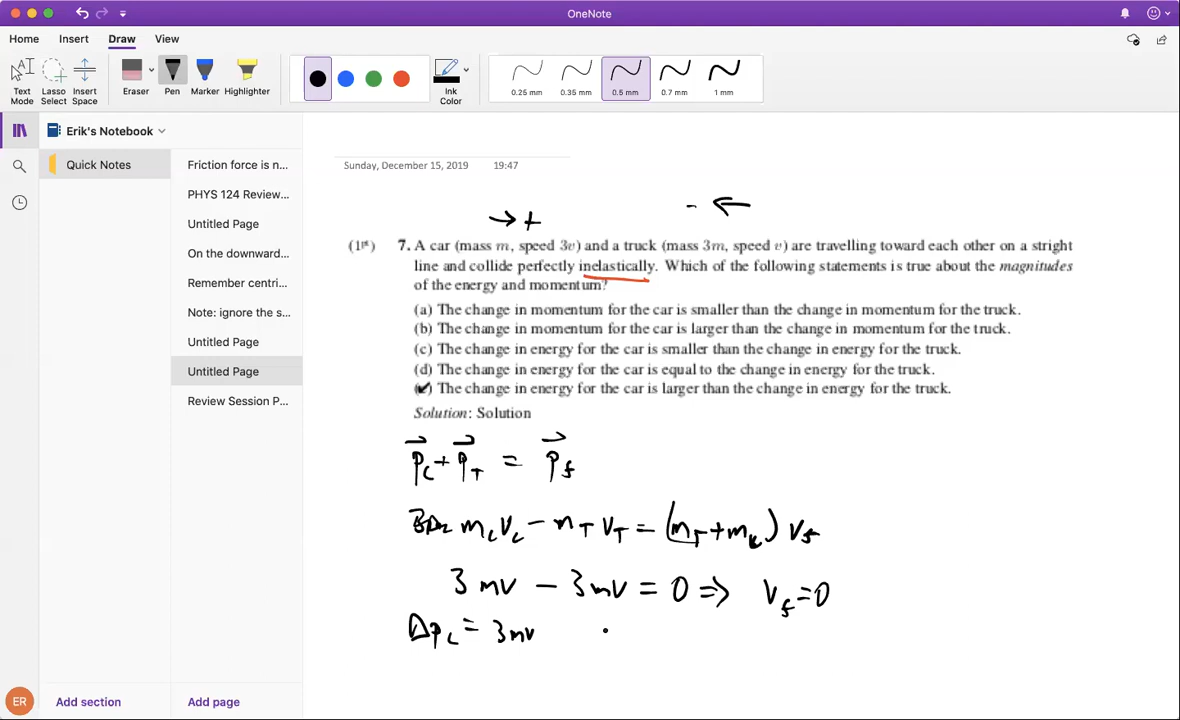 OneNote
Home Insert Draw View
Text Mode
Lasso Select
Insert Space
Eraser
Pen
Marker
Highlighter
Ink Color
0.25 mm
0.35 mm
0.5 mm
0.7 mm
1 mm
Erik's Notebook
Quick Notes
Friction force is n...
PHYS 124 Review...
Untitled Page
On the downward...
Remember centri...
Note: ignore the s...
Untitled Page
Untitled Page
Review Session P...
Add section
Add page
ER
Sunday, December 15, 2019 19:47
→ + - ←
(1pt) 7. A car (mass m, speed 3v) and a truck (mass 3m, speed v) are travelling toward each other on a stright
line and collide perfectly inelastically. Which of the following statements is true about the magnitudes
of the energy and momentum?
(a) The change in momentum for the car is smaller than the change in momentum for the truck.
(b) The change in momentum for the car is larger than the change in momentum for the truck.
(c) The change in energy for the car is smaller than the change in energy for the truck.
(d) The change in energy for the car is equal to the change in energy for the truck.
(✔) The change in energy for the car is larger than the change in energy for the truck.
Solution: Solution
p⃗c + p⃗T = p⃗f
mcvc - mTvT = (mT + mc) vf
3mv - 3mv = 0 ⇒ vf = 0
Δpc = 3mv